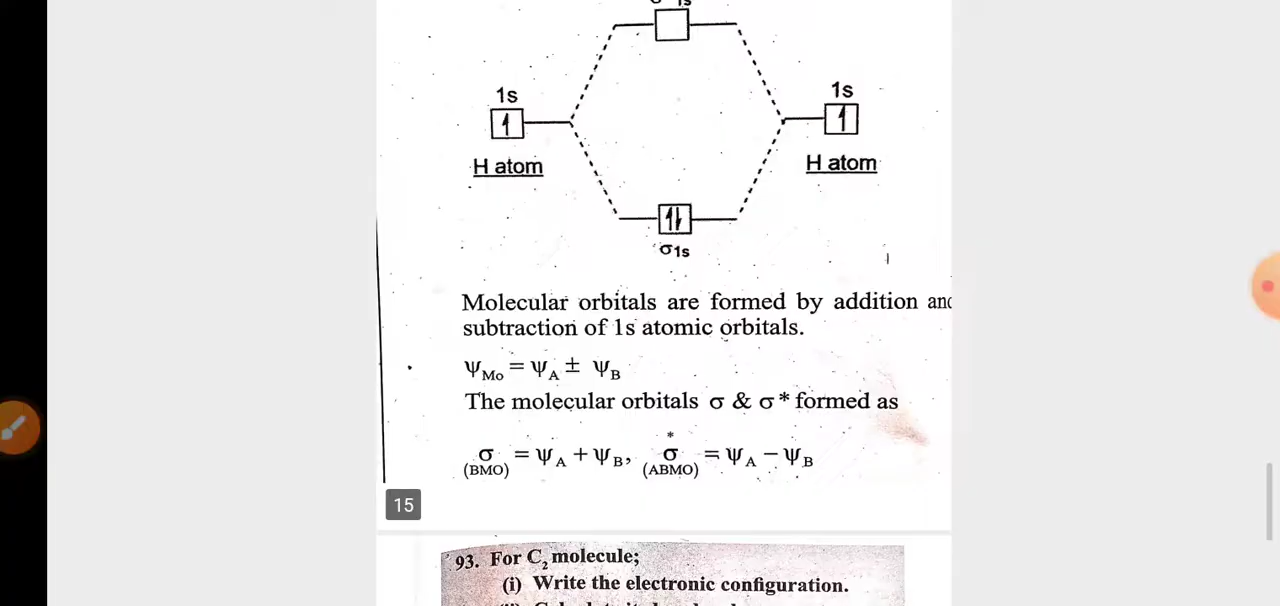 1s
1s
H atom
H atom
σ1s
Molecular orbitals are formed by addition and
subtraction of 1s atomic orbitals.
ψMo = ψA ± ψB
The molecular orbitals σ & σ* formed as
σ (BMO) = ψA + ψB, σ* (ABMO) = ψA − ψB
15
93. For C2 molecule;
(i) Write the electronic configuration.